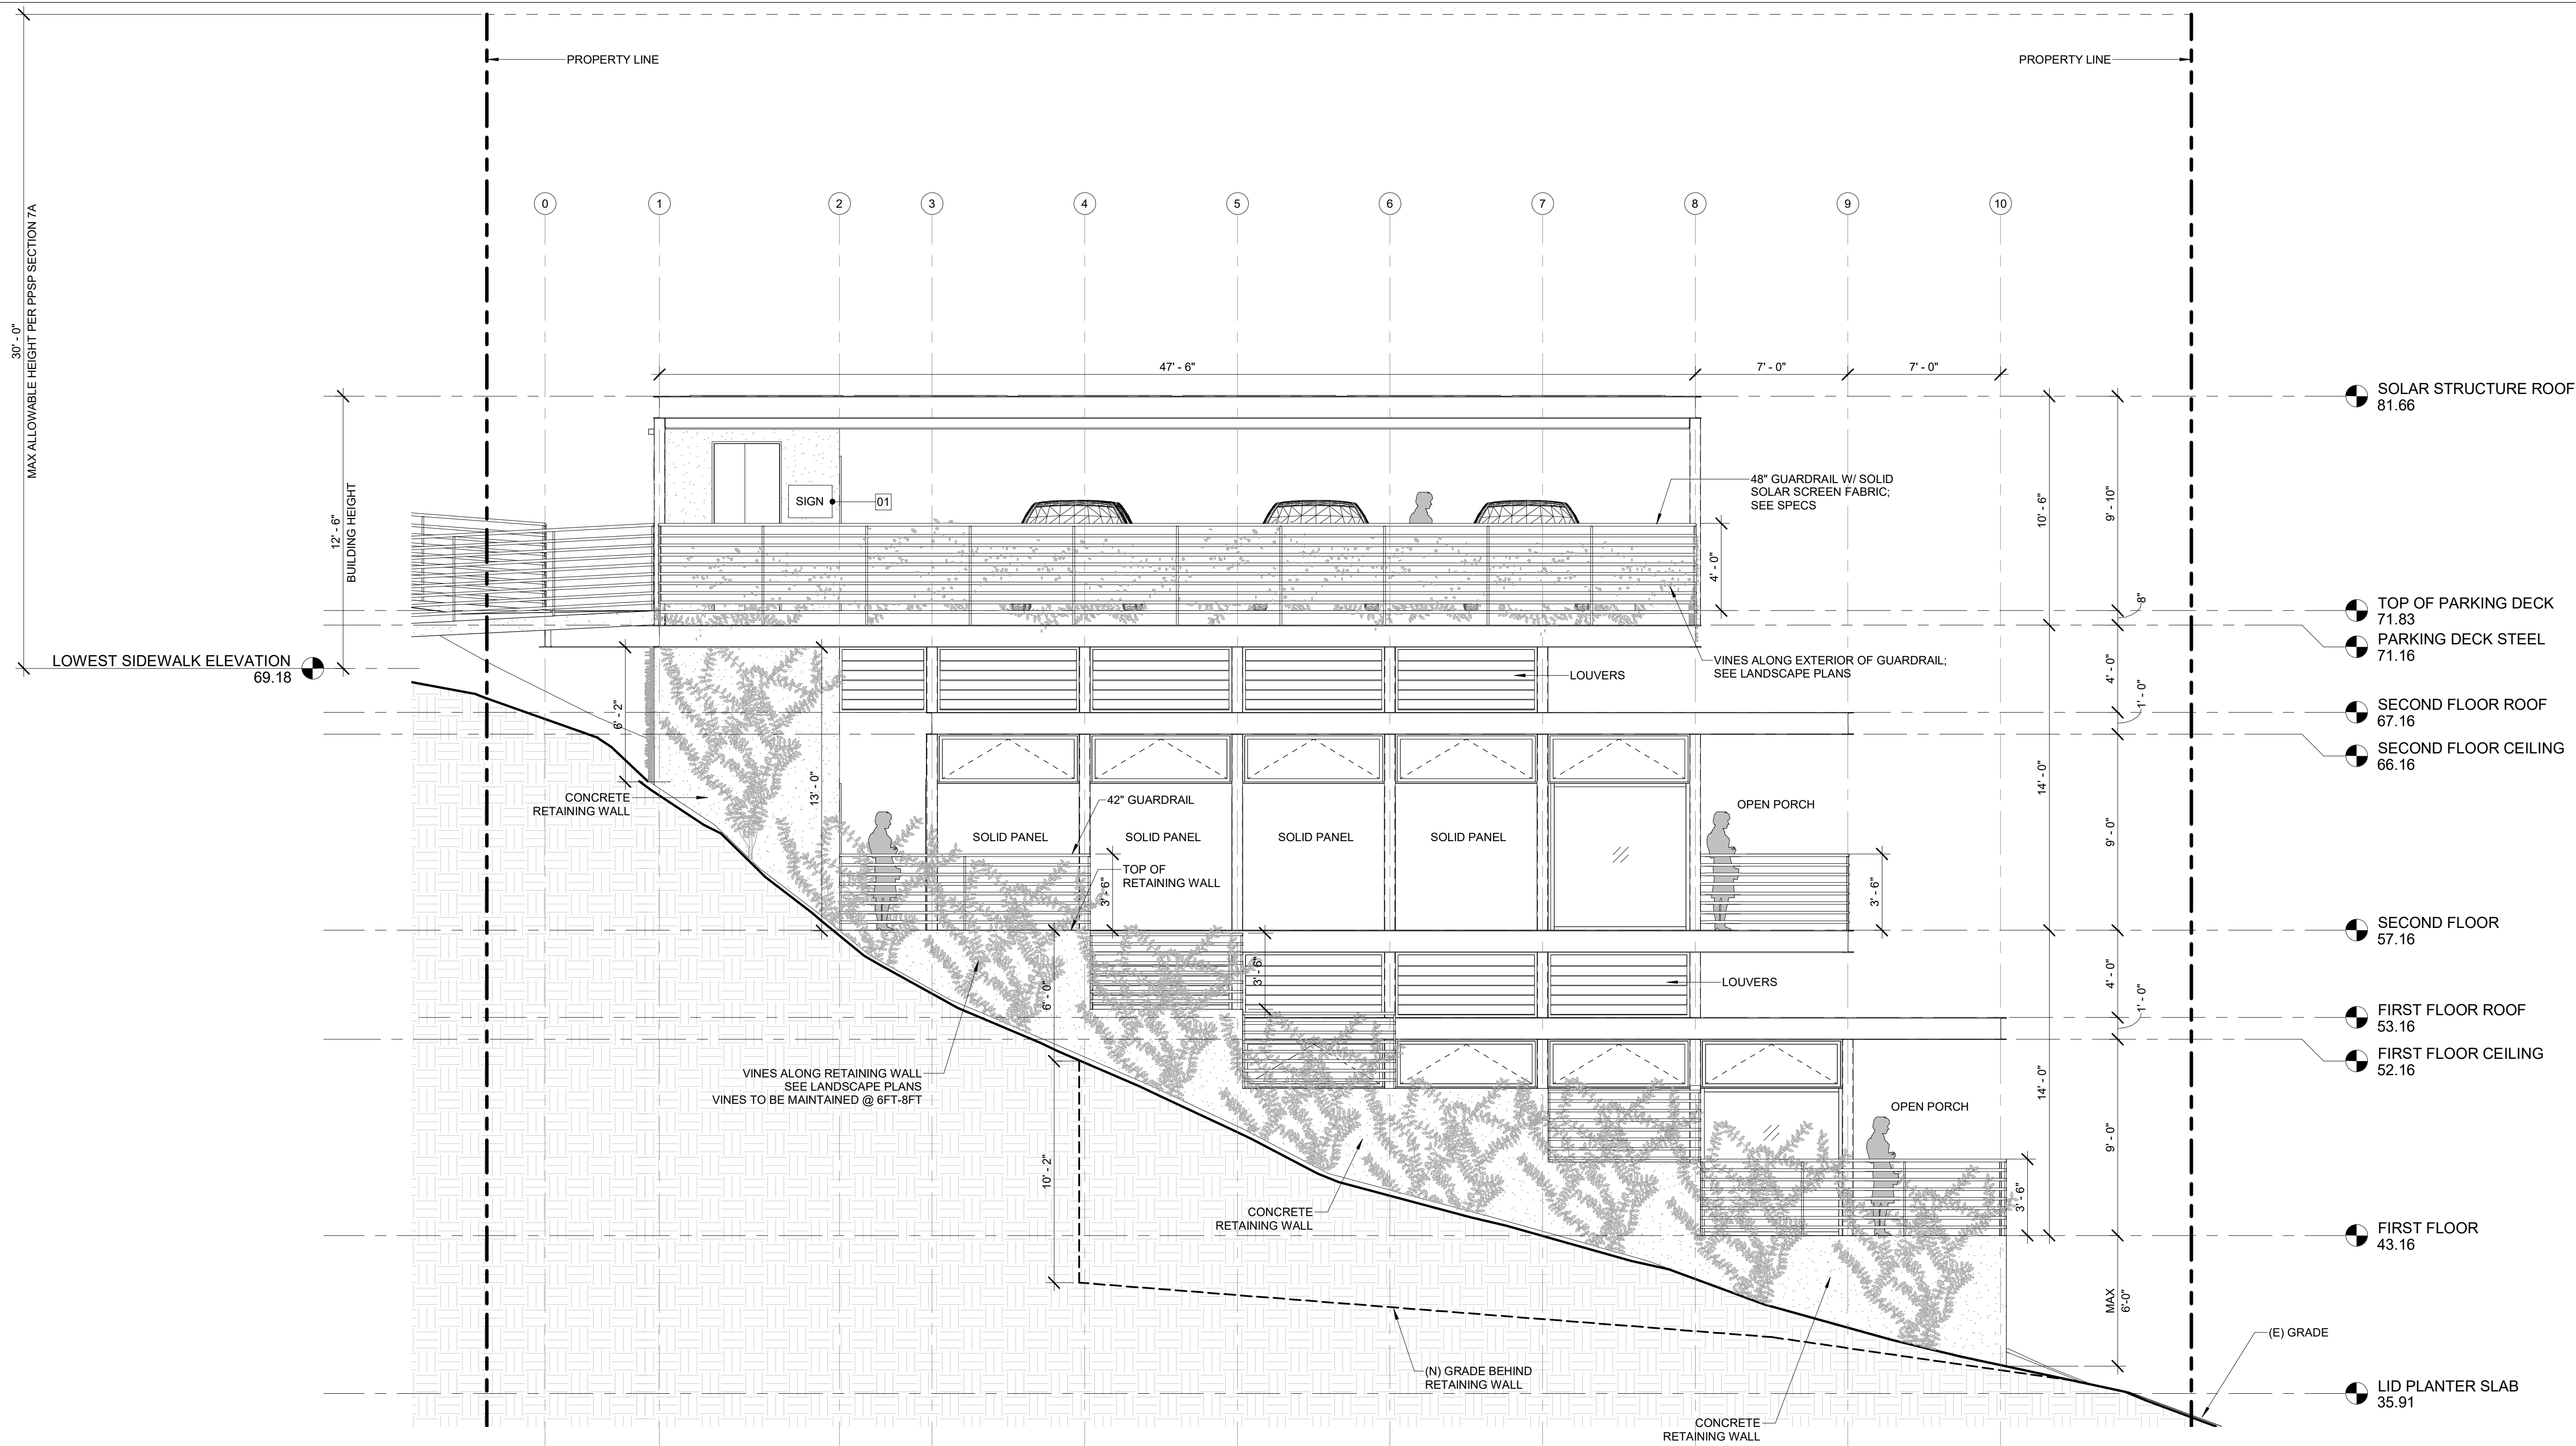 PROPERTY LINE
PROPERTY LINE
30' - 0"
MAX ALLOWABLE HEIGHT PER PPSP SECTION 7A
0
1
2
3
4
5
6
7
8
9
10
47' - 6"
7' - 0"
7' - 0"
SOLAR STRUCTURE ROOF
81.66
12' - 6"
BUILDING HEIGHT
SIGN
01
48" GUARDRAIL W/ SOLID
SOLAR SCREEN FABRIC;
SEE SPECS
10' - 6"
9' - 10"
4' - 0"
8"
TOP OF PARKING DECK
71.83
PARKING DECK STEEL
71.16
LOWEST SIDEWALK ELEVATION
69.18
LOUVERS
VINES ALONG EXTERIOR OF GUARDRAIL;
SEE LANDSCAPE PLANS
4' - 0"
1' - 0"
6' - 2"
SECOND FLOOR ROOF
67.16
SECOND FLOOR CEILING
66.16
CONCRETE
RETAINING WALL
13' - 0"
42" GUARDRAIL
OPEN PORCH
14' - 0"
SOLID PANEL
SOLID PANEL
SOLID PANEL
SOLID PANEL
9' - 0"
TOP OF
RETAINING WALL
3' - 6"
3' - 6"
SECOND FLOOR
57.16
3' - 6"
6' - 0"
LOUVERS
4' - 0"
1' - 0"
FIRST FLOOR ROOF
53.16
FIRST FLOOR CEILING
52.16
VINES ALONG RETAINING WALL
SEE LANDSCAPE PLANS
VINES TO BE MAINTAINED @ 6FT-8FT
OPEN PORCH
14' - 0"
9' - 0"
10' - 2"
3' - 6"
CONCRETE
RETAINING WALL
FIRST FLOOR
43.16
MAX
6'-0"
(E) GRADE
(N) GRADE BEHIND
RETAINING WALL
LID PLANTER SLAB
35.91
CONCRETE
RETAINING WALL